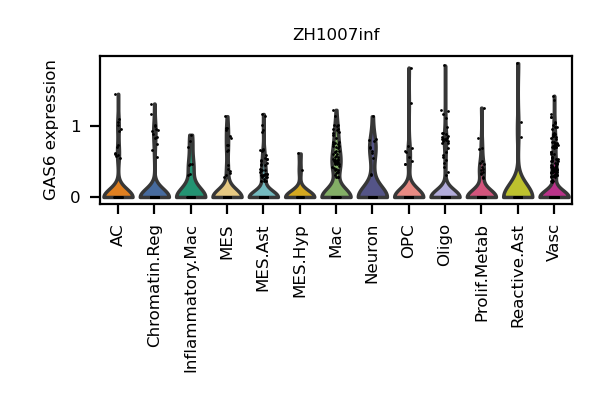 ZH1007inf
GAS6 expression
1
0
AC
Chromatin.Reg
Inflammatory.Mac
MES
MES.Ast
MES.Hyp
Mac
Neuron
OPC
Oligo
Prolif.Metab
Reactive.Ast
Vasc